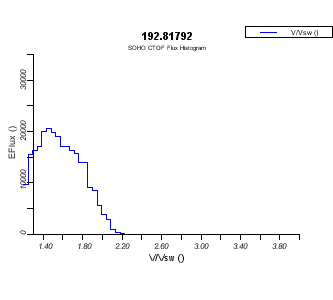 192.81792
SOHO CTOF Flux Histogram
V/Vsw ()
EFlux ()
30000
20000
10000
0
1.40 1.80 2.20 2.60 3.00 3.40 3.80
V/Vsw ()